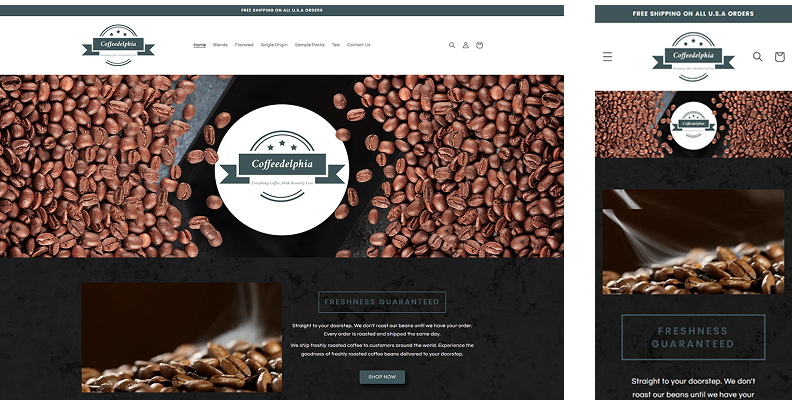 FREE SHIPPING ON ALL U.S.A ORDERS
Coffeedelphia
Home Blends Flavored Single Origin Sample Packs Tea Contact Us
Coffeedelphia
Everything Coffee, With Brotherly Love
FRESHNESS GUARANTEED
Straight to your doorstep. We don't roast our beans until we have your order.
Every order is roasted and shipped the same day.
We ship freshly roasted coffee to customers around the world. Experience the
goodness of freshly roasted coffee beans delivered to your doorstep.
SHOP NOW
FREE SHIPPING ON ALL U.S.A ORDERS
Coffeedelphia
Coffeedelphia
FRESHNESS
GUARANTEED
Straight to your doorstep. We don't
roast our beans until we have your